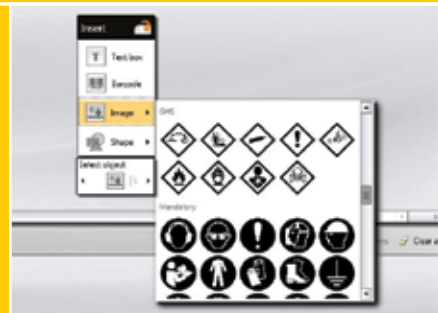 Insert
T Text box
Barcode
Image
Shape
Select object
GHS
Mandatory
Clear a